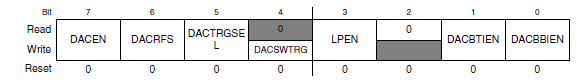 Bit 7 6 5 4 3 2 1 0
Read DACEN DACRFS DACTRGSE 0 LPEN 0 DACBTIEN DACBBIEN
Write L DACSWTRG
Reset 0 0 0 0 0 0 0 0